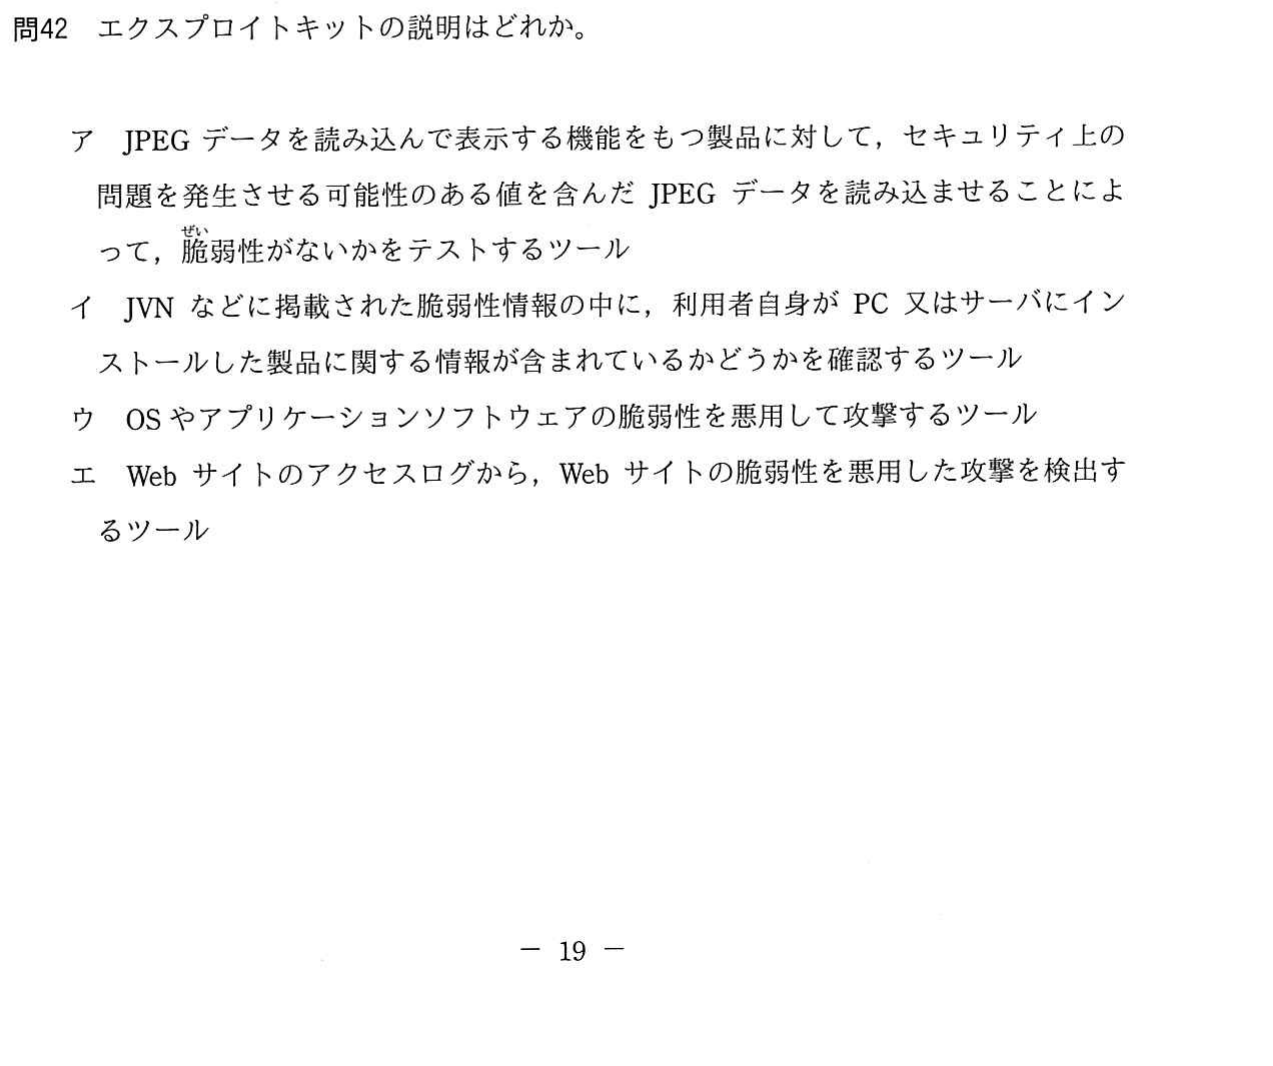 問42 エクスプロイトキットの説明はどれか。
ア JPEG データを読み込んで表示する機能をもつ製品に対して，セキュリティ上の
問題を発生させる可能性のある値を含んだ JPEG データを読み込ませることによ
ぜい
って，脆弱性がないかをテストするツール
イ JVN などに掲載された脆弱性情報の中に，利用者自身が PC 又はサーバにイン
ストールした製品に関する情報が含まれているかどうかを確認するツール
ウ OSやアプリケーションソフトウェアの脆弱性を悪用して攻撃するツール
エ Web サイトのアクセスログから，Web サイトの脆弱性を悪用した攻撃を検出す
るツール
－ 19 －